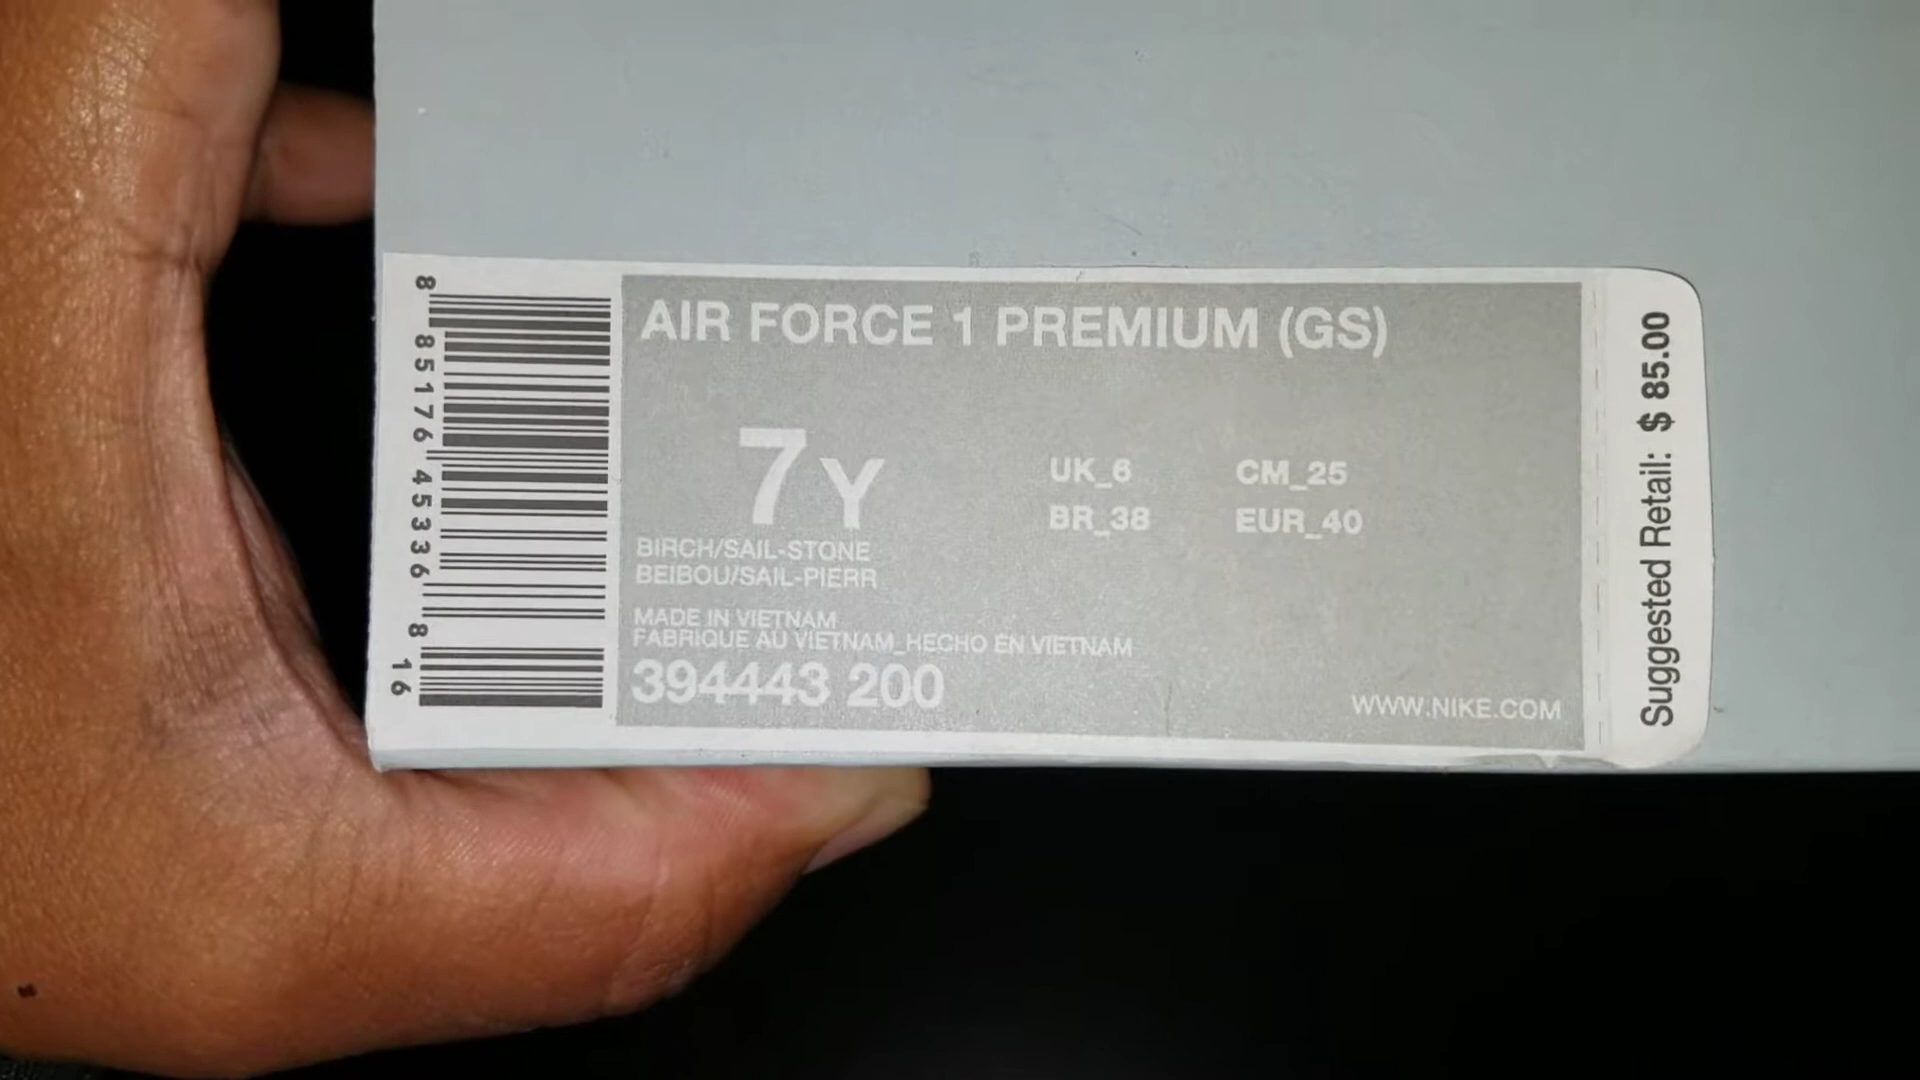 8 85176 45336 8
16
AIR FORCE 1 PREMIUM (GS)
7 Y
UK_6 CM_25
BR_38 EUR_40
BIRCH/SAIL-STONE
BEIBOU/SAIL-PIERR
MADE IN VIETNAM
FABRIQUE AU VIETNAM_HECHO EN VIETNAM
394443 200
WWW.NIKE.COM
Suggested Retail: $ 85.00